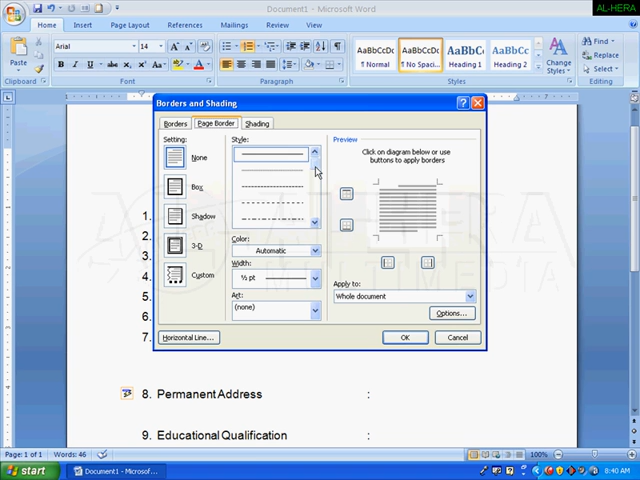 AL-HERA
Document1 - Microsoft Word
Home
Insert
Page Layout
References
Mailings
Review
View
Paste
Clipboard
Arial
14
B I U
Font
Paragraph
AaBbCcDc
¶ Normal
AaBbCcDc
¶ No Spaci...
AaBbCc
Heading 1
AaBbCc
Heading 2
Change
Styles
Styles
Find
Replace
Select
Editing
Borders and Shading
Borders
Page Border
Shading
Setting:
None
Box
Shadow
3-D
Custom
Style:
Color:
Automatic
Width:
½ pt
Art:
(none)
Preview
Click on diagram below or use
buttons to apply borders
Apply to:
Whole document
Options...
Horizontal Line...
OK
Cancel
AL-HERA
MULTIMEDIA
1.
2.
3.
4.
5.
6.
7.
8. Permanent Address :
9. Educational Qualification :
Page: 1 of 1
Words: 46
100%
start
Document1 - Microsof...
8:40 AM